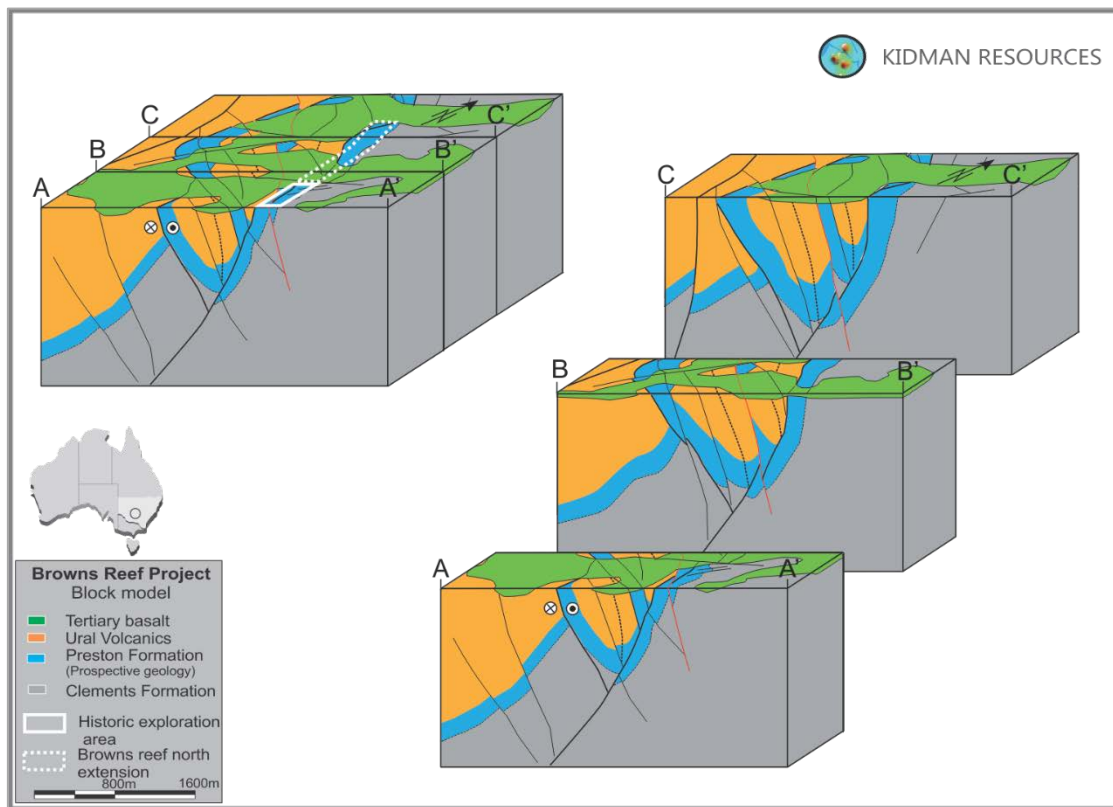 KIDMAN RESOURCES
C
C'
B
B'
A
A'
C
C'
B
B'
A
A'
Browns Reef Project
Block model
Tertiary basalt
Ural Volcanics
Preston Formation
(Prospective geology)
Clements Formation
Historic exploration
area
Browns reef north
extension
800m 1600m